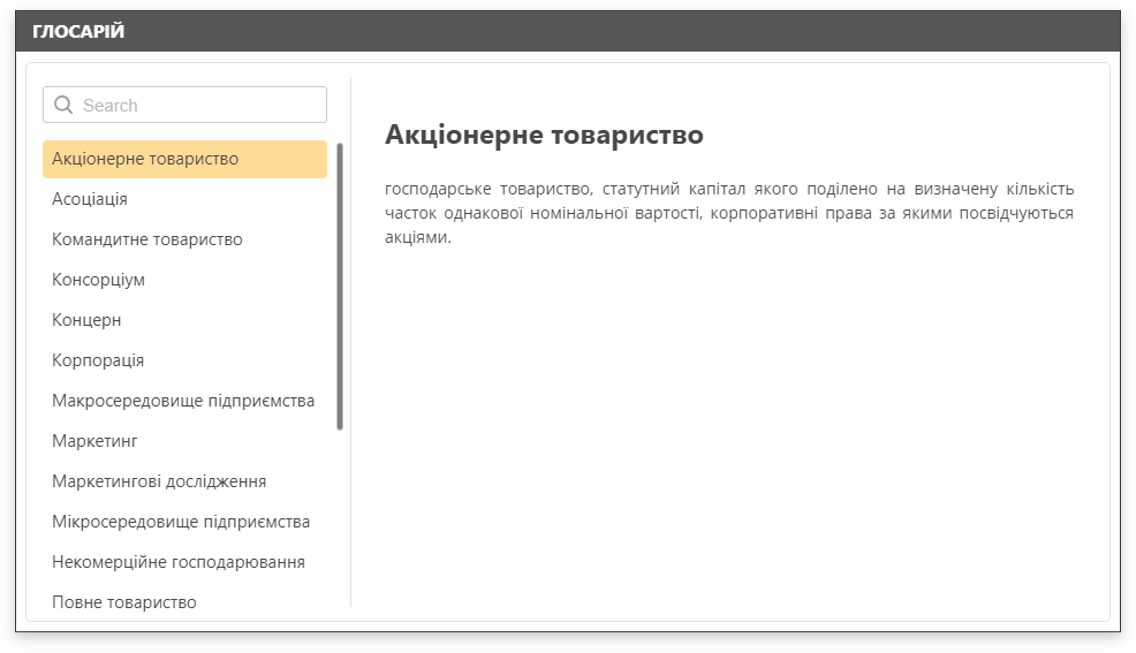 ГЛОСАРІЙ
Search
Акціонерне товариство
Асоціація
Командитне товариство
Консорціум
Концерн
Корпорація
Макросередовище підприємства
Маркетинг
Маркетингові дослідження
Мікросередовище підприємства
Некомерційне господарювання
Повне товариство
Акціонерне товариство
господарське товариство, статутний капітал якого поділено на визначену кількість
часток однакової номінальної вартості, корпоративні права за якими посвідчуються
акціями.